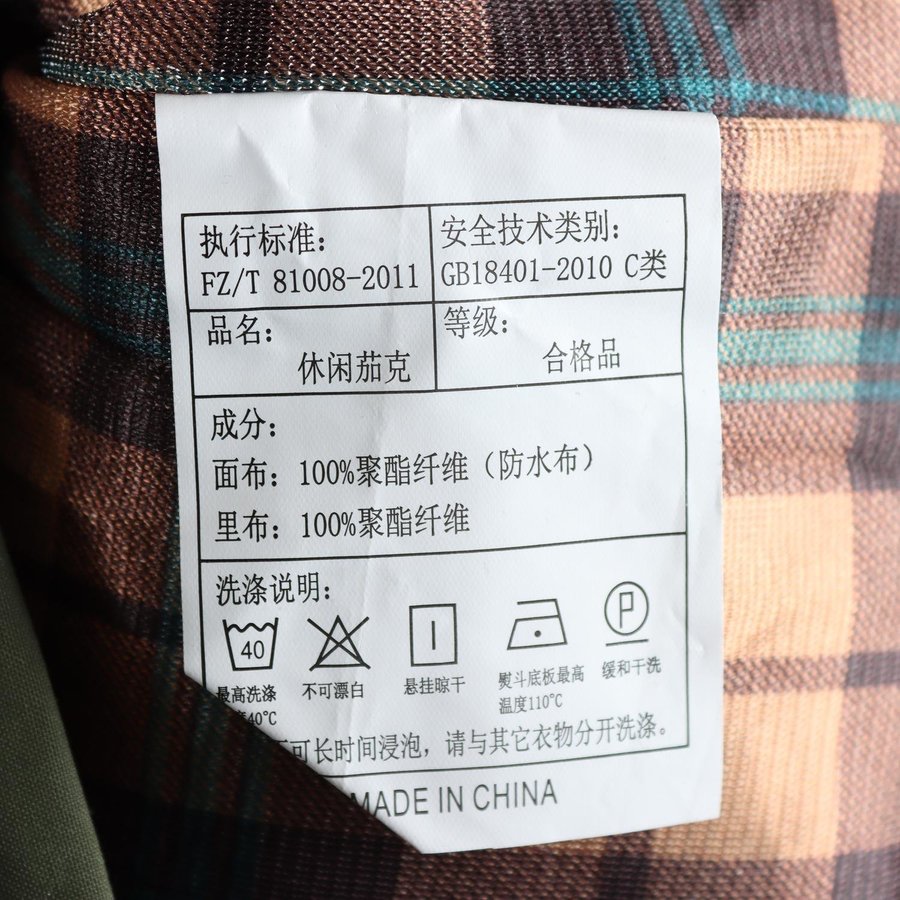 执行标准：
FZ/T 81008-2011
安全技术类别：
GB18401-2010 C类
品名：
休闲茄克
等级：
合格品
成分：
面布：100%聚酯纤维（防水布）
里布：100%聚酯纤维
洗涤说明：
40
P
最高洗涤
40℃
不可漂白
悬挂晾干
熨斗底板最高
温度110℃
缓和干洗
可长时间浸泡，请与其它衣物分开洗涤。
MADE IN CHINA